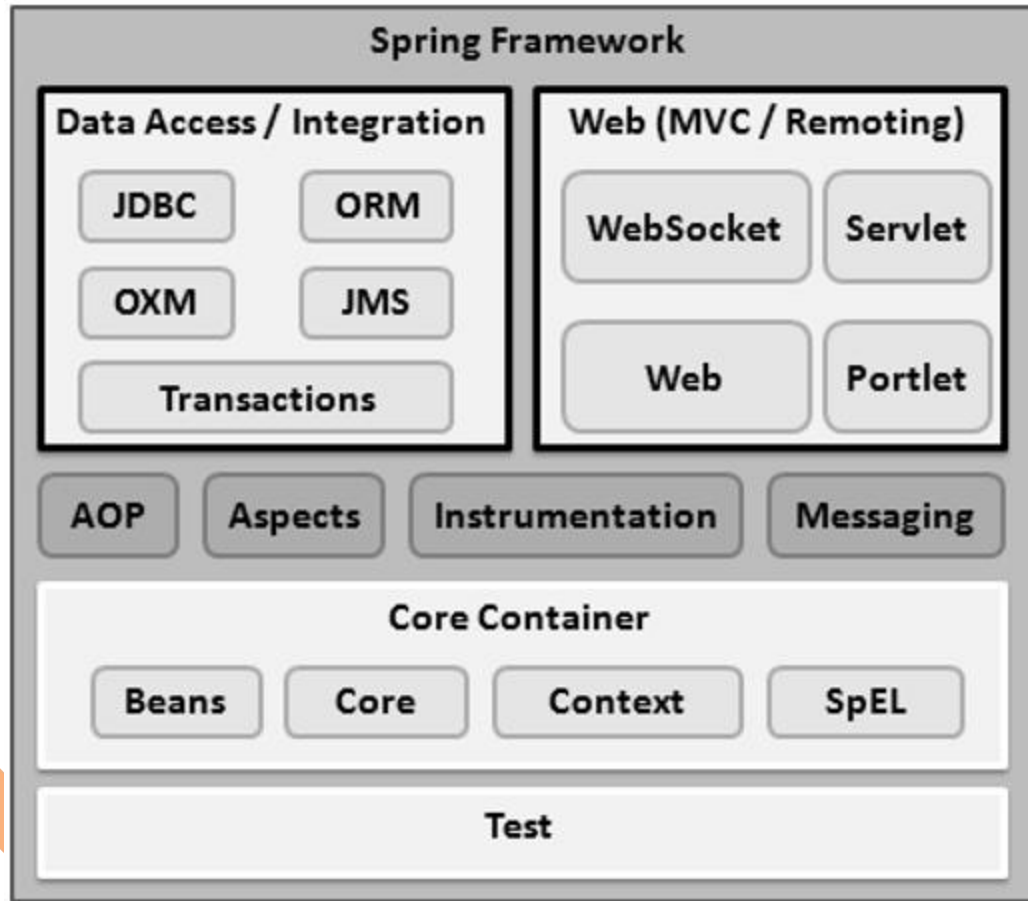 Spring Framework
Data Access / Integration
JDBC
ORM
OXM
JMS
Transactions
Web (MVC / Remoting)
WebSocket
Servlet
Web
Portlet
AOP
Aspects
Instrumentation
Messaging
Core Container
Beans
Core
Context
SpEL
Test